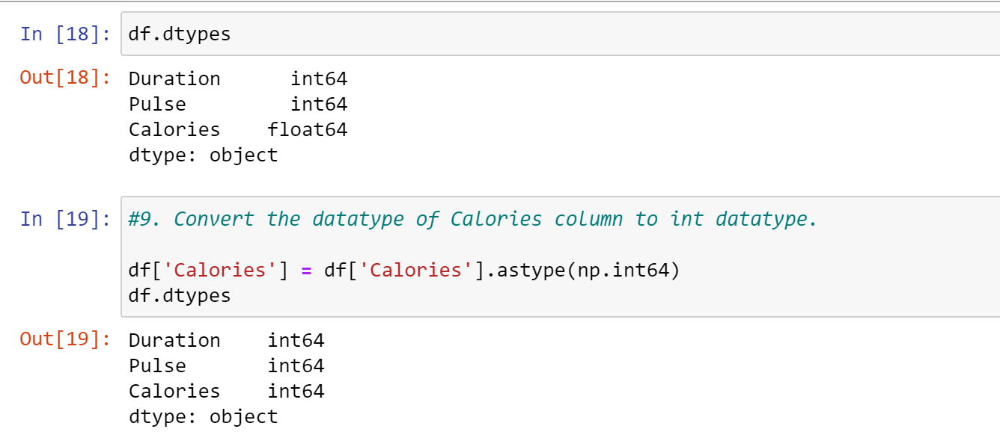 In [18]: df.dtypes
Out[18]: Duration int64
Pulse int64
Calories float64
dtype: object
In [19]: #9. Convert the datatype of Calories column to int datatype.
df['Calories'] = df['Calories'].astype(np.int64)
df.dtypes
Out[19]: Duration int64
Pulse int64
Calories int64
dtype: object